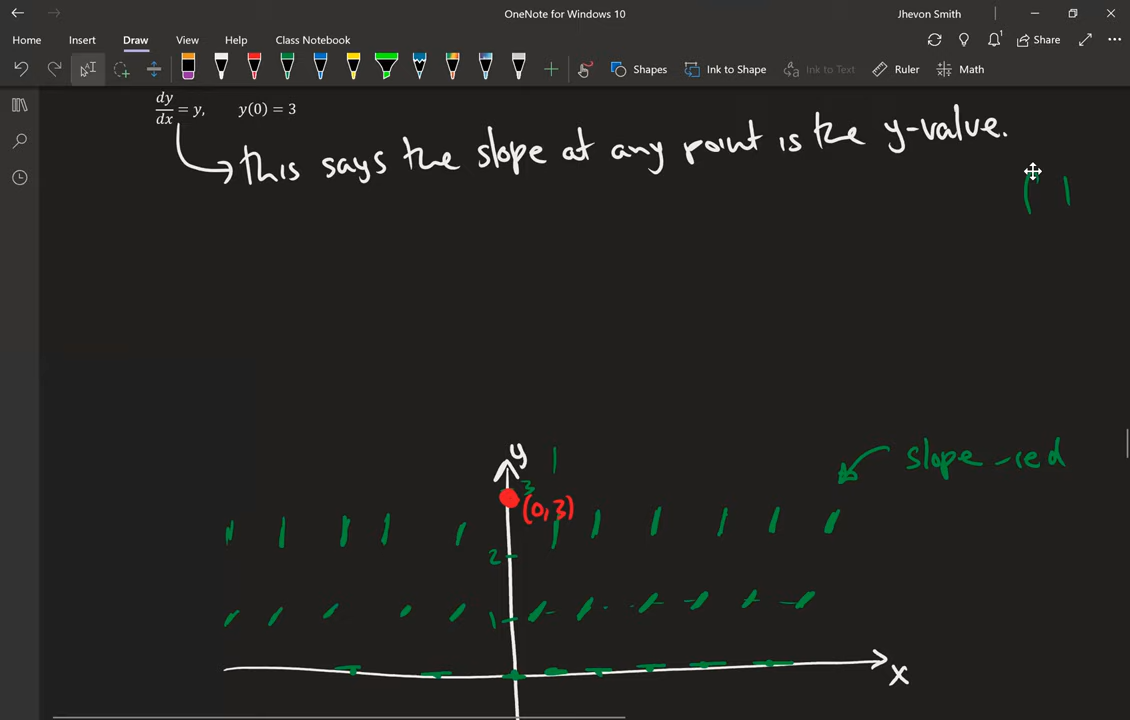 OneNote for Windows 10
Jhevon Smith
Home Insert Draw View Help Class Notebook
Share
Shapes Ink to Shape Ink to Text Ruler Math
dy/dx = y, y(0) = 3
this says the slope at any point is the y-value.
y
3
(0,3)
slope-red
2
1
x